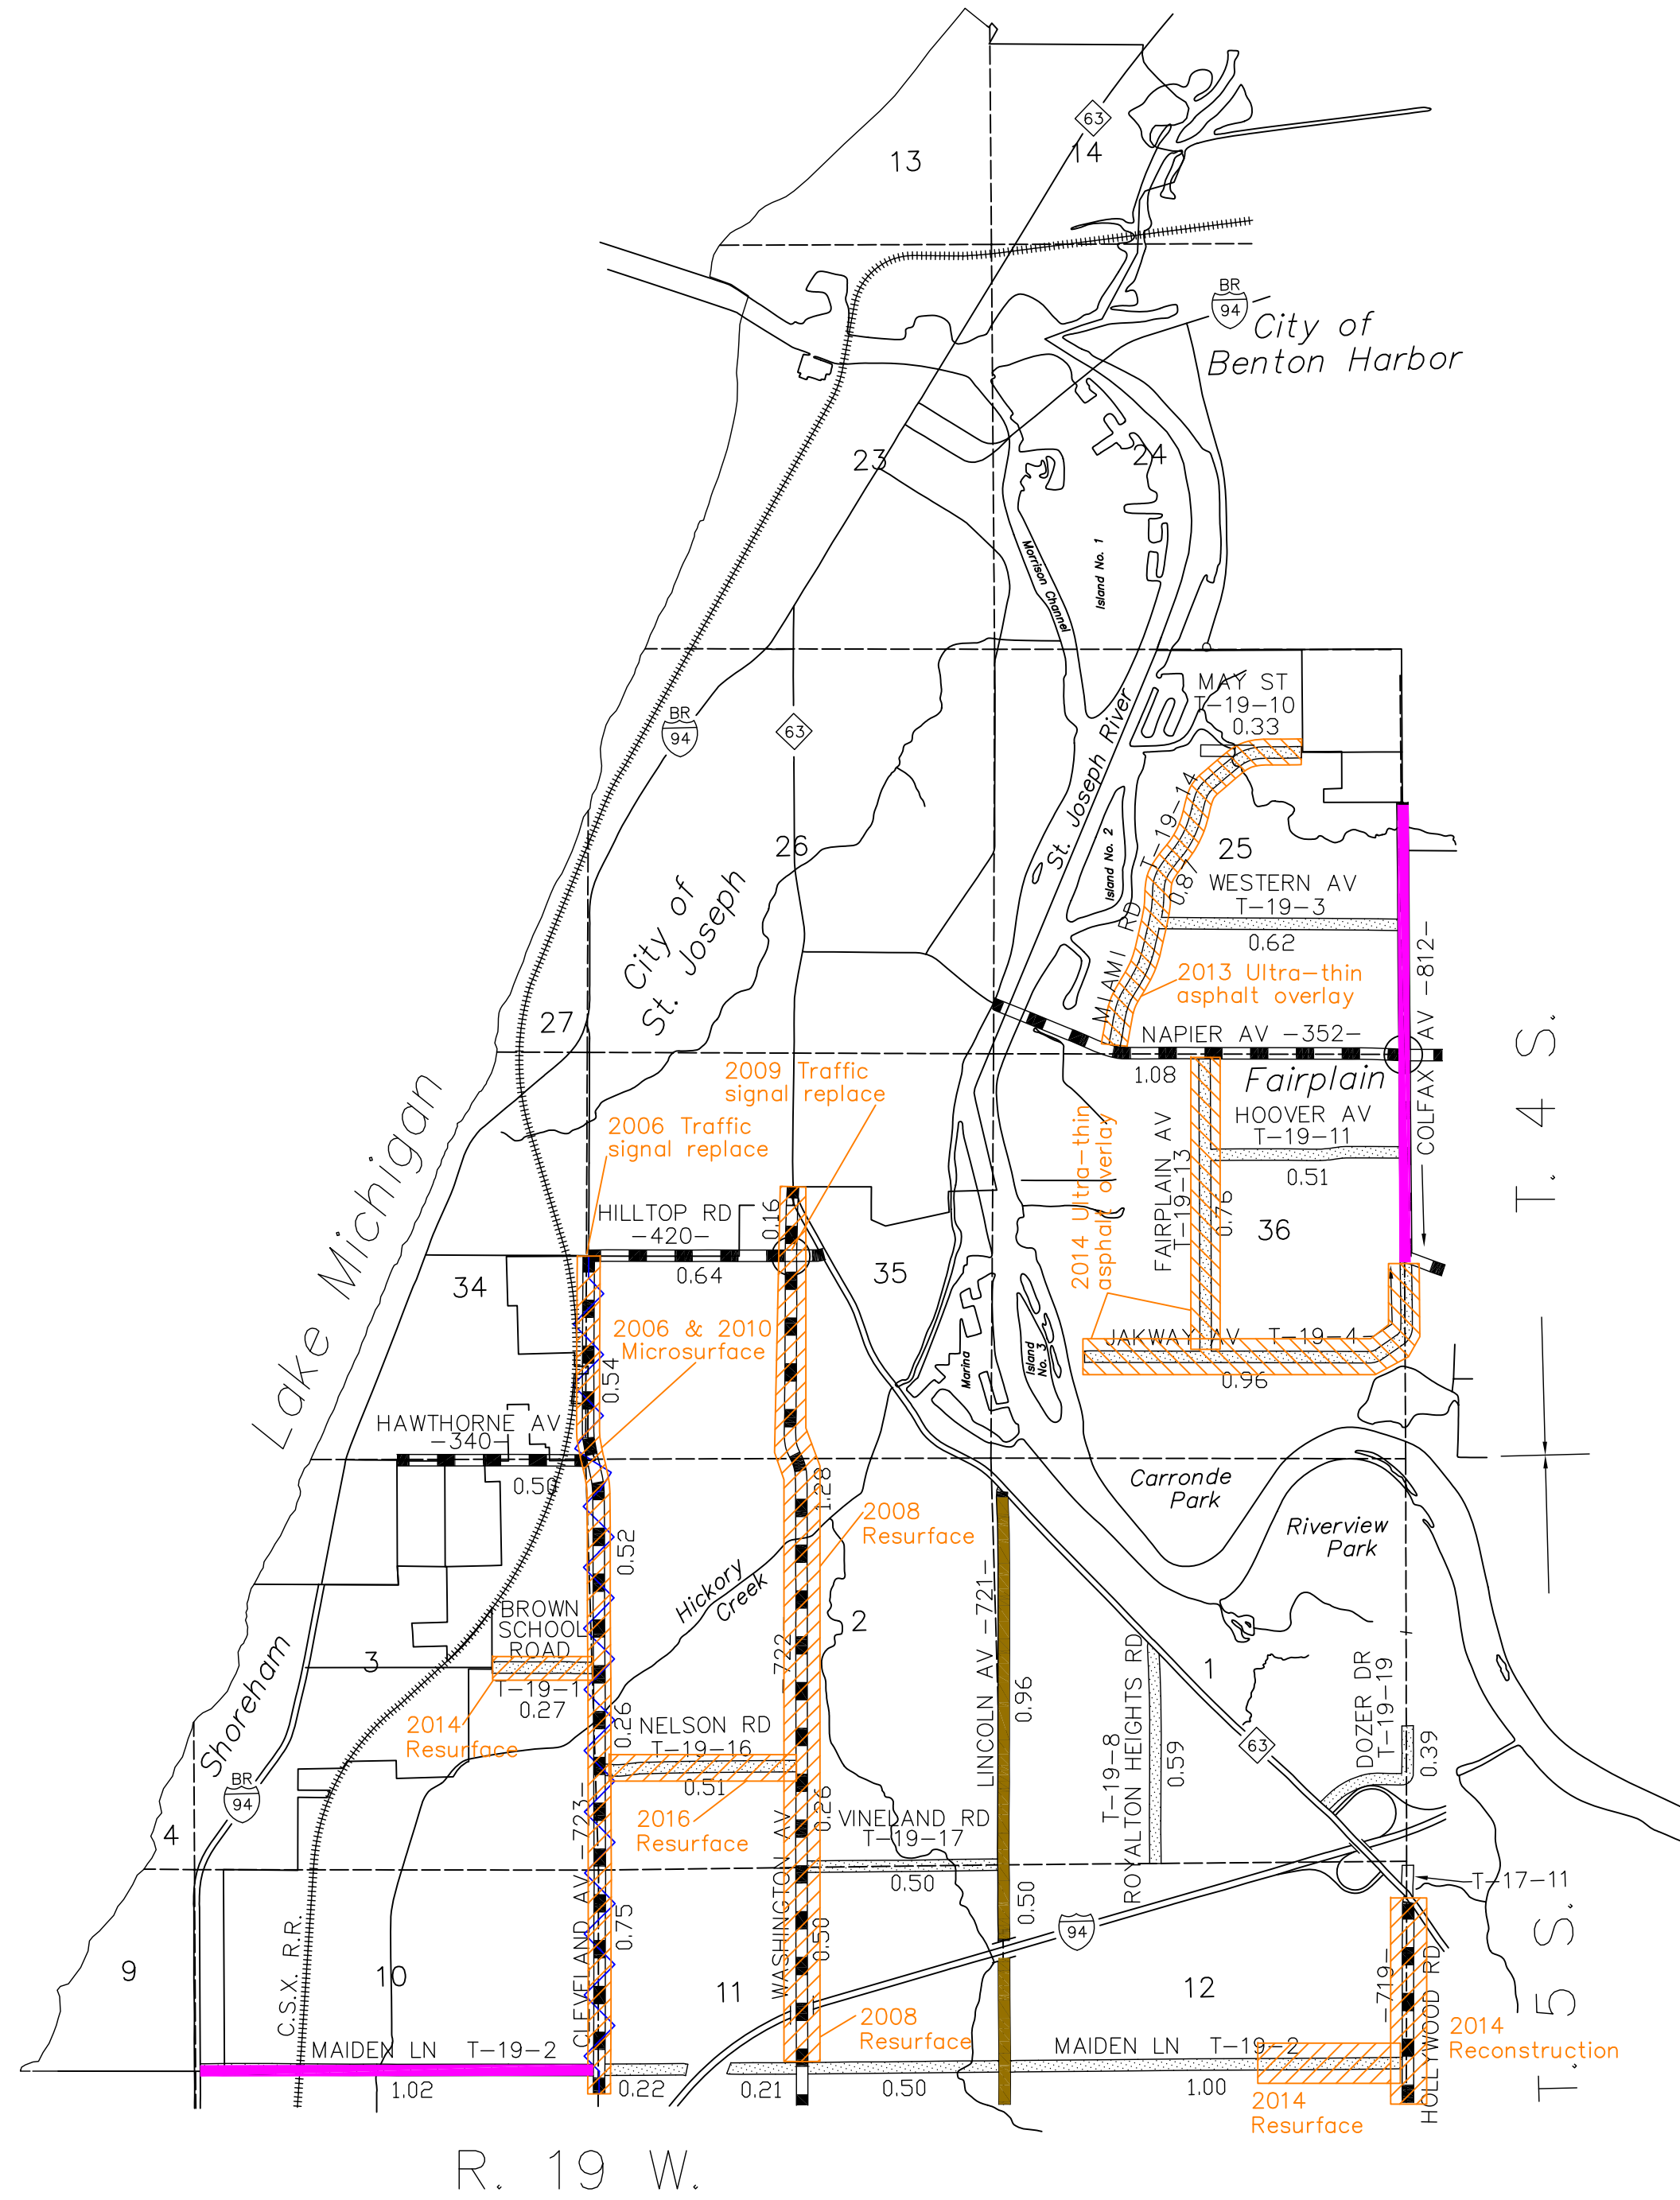 63
14
13
BR
94
City of
Benton Harbor
23
24
Morrison Channel
Island No. 1
MAY ST
T-19-10
0.33
BR
94
63
St. Joseph River
T-19-14
26
Island No. 2
25
0.87
WESTERN AV
T-19-3
0.62
City of
St. Joseph
MIAMI RD
2013 Ultra-thin
asphalt overlay
COLFAX AV -812-
27
NAPIER AV -352-
1.08
Fairplain
T. 4 S.
2009 Traffic
signal replace
2006 Traffic
signal replace
HOOVER AV
T-19-11
0.51
2014 Ultra-thin
asphalt overlay
FAIRPLAIN AV
T-19-13
0.76
36
Lake Michigan
HILLTOP RD
-420-
0.16
0.64
35
34
2006 & 2010
Microsurface
0.54
Marina
Island
No. 3
JAKWAY AV T-19-4-
0.96
HAWTHORNE AV
-340-
0.50
Carronde
Park
1.28
2008
Resurface
Riverview
Park
0.52
Hickory
Creek
BROWN
SCHOOL
ROAD
2
-722-
LINCOLN AV -721-
0.96
3
T-19-1
0.27
Shoreham
2014
Resurface
0.26
NELSON RD
T-19-16
0.51
T-19-8
ROYALTON HEIGHTS RD
0.59
1
63
DOZER DR
T-19-19
0.39
BR
94
4
2016
Resurface
0.26
VINELAND RD
T-19-17
0.50
0.50
T-17-11
CLEVELAND AV -723-
0.75
WASHINGTON AV
0.50
94
9
C.S.X. R.R.
10
11
12
-719-
HOLLYWOOD RD
T. 5 S.
2008
Resurface
2014
Reconstruction
MAIDEN LN T-19-2
1.02
0.22
0.21
0.50
MAIDEN LN T-19-2
1.00
2014
Resurface
R. 19 W.